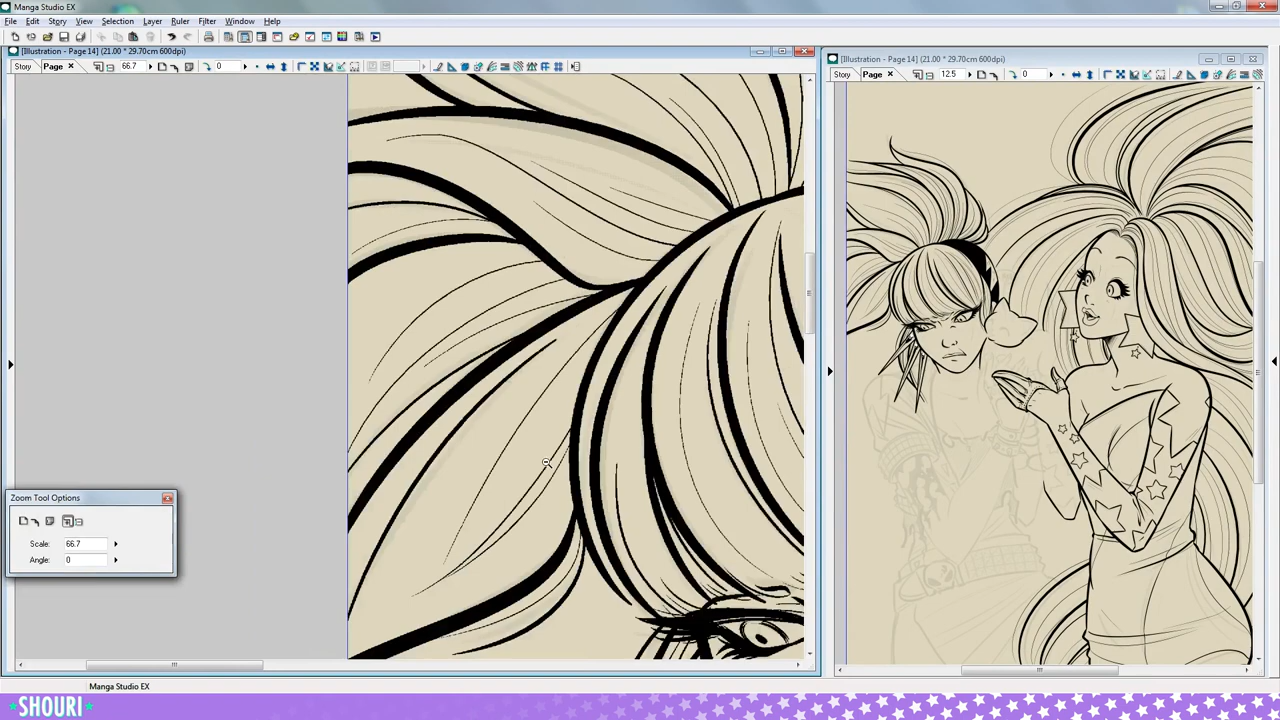 Manga Studio EX
File Edit Story View Selection Layer Ruler Filter Window Help
[Illustration - Page 14] (21.00 * 29.70cm 600dpi)
Story Page 66.7 0
[Illustration - Page 14] (21.00 * 29.70cm 600dpi)
Story Page 12.5 0
Zoom Tool Options
Scale: 66.7
Angle: 0
Manga Studio EX
SHOURI